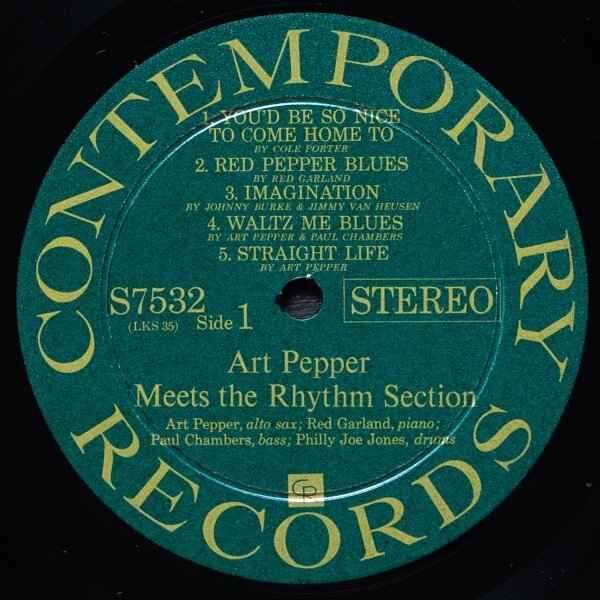 CONTEMPORARY
1. YOU'D BE SO NICE
TO COME HOME TO
BY COLE PORTER
2. RED PEPPER BLUES
BY RED GARLAND
3. IMAGINATION
BY JOHNNY BURKE & JIMMY VAN HEUSEN
4. WALTZ ME BLUES
BY ART PEPPER & PAUL CHAMBERS
5. STRAIGHT LIFE
BY ART PEPPER
S7532
(LKS 35) Side 1
STEREO
Art Pepper
Meets the Rhythm Section
Art Pepper, alto sax; Red Garland, piano;
Paul Chambers, bass; Philly Joe Jones, drums
CR
RECORDS